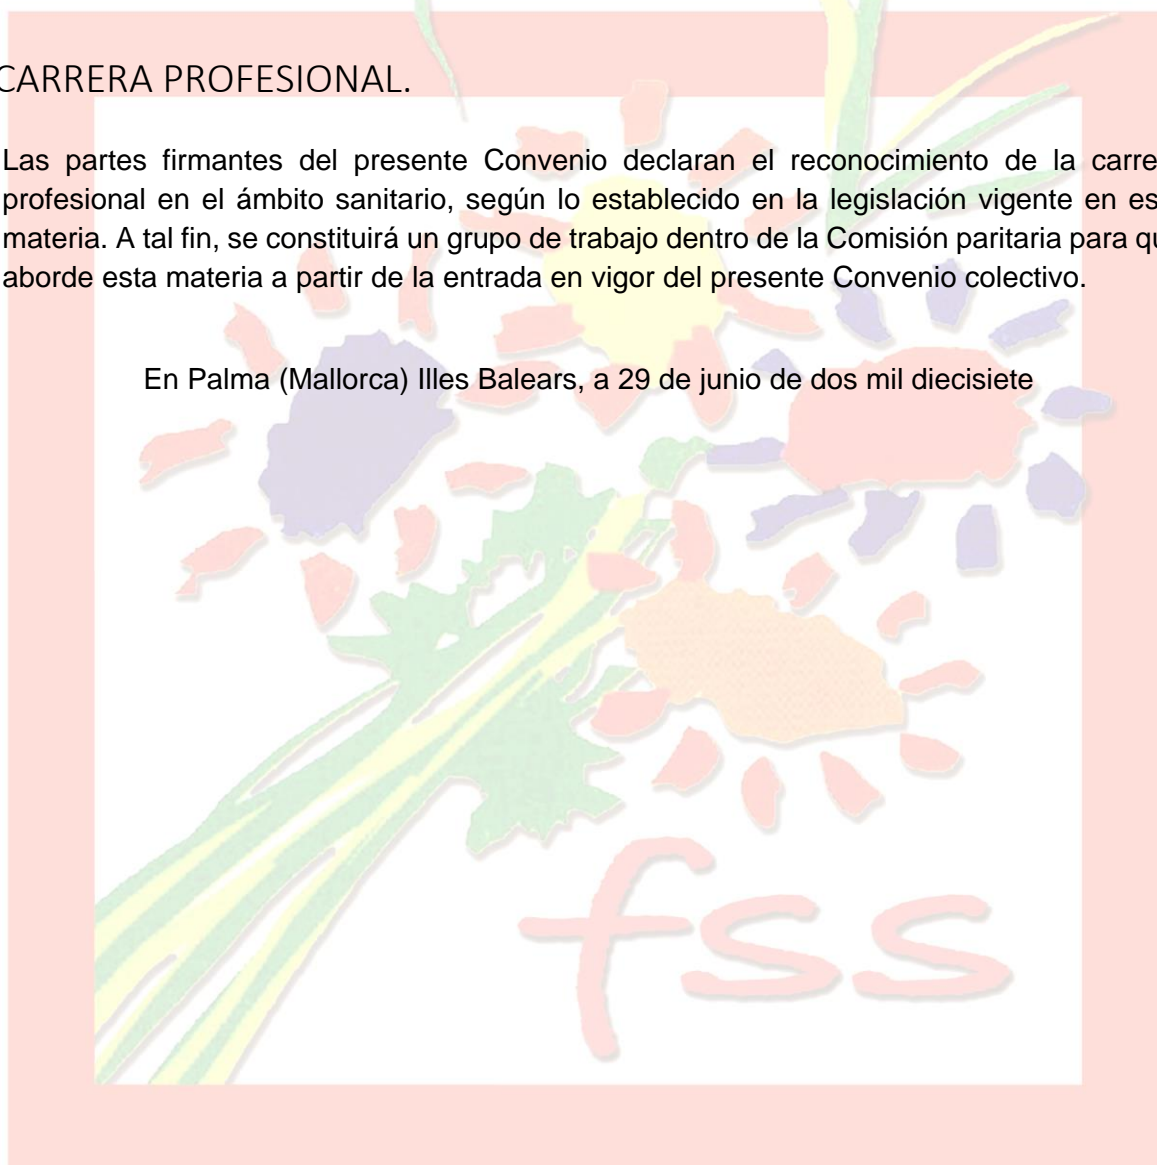 CARRERA PROFESIONAL.
Las partes firmantes del presente Convenio declaran el reconocimiento de la carre
profesional en el ámbito sanitario, según lo establecido en la legislación vigente en es
materia. A tal fin, se constituirá un grupo de trabajo dentro de la Comisión paritaria para qu
aborde esta materia a partir de la entrada en vigor del presente Convenio colectivo.
En Palma (Mallorca) Illes Balears, a 29 de junio de dos mil diecisiete
fss